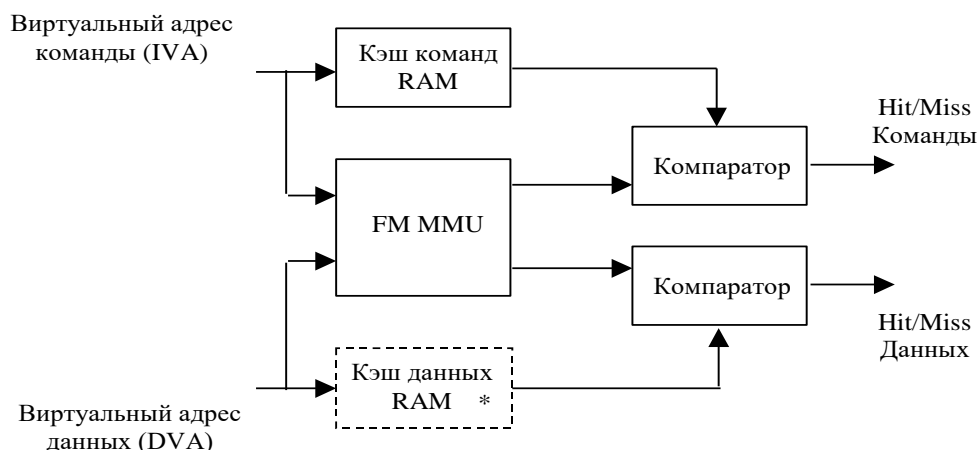 Виртуальный адрес
команды (IVA)
Кэш команд
RAM
Hit/Miss
Команды
Компаратор
FM MMU
Компаратор
Hit/Miss
Данных
Кэш данных
RAM *
Виртуальный адрес
данных (DVA)